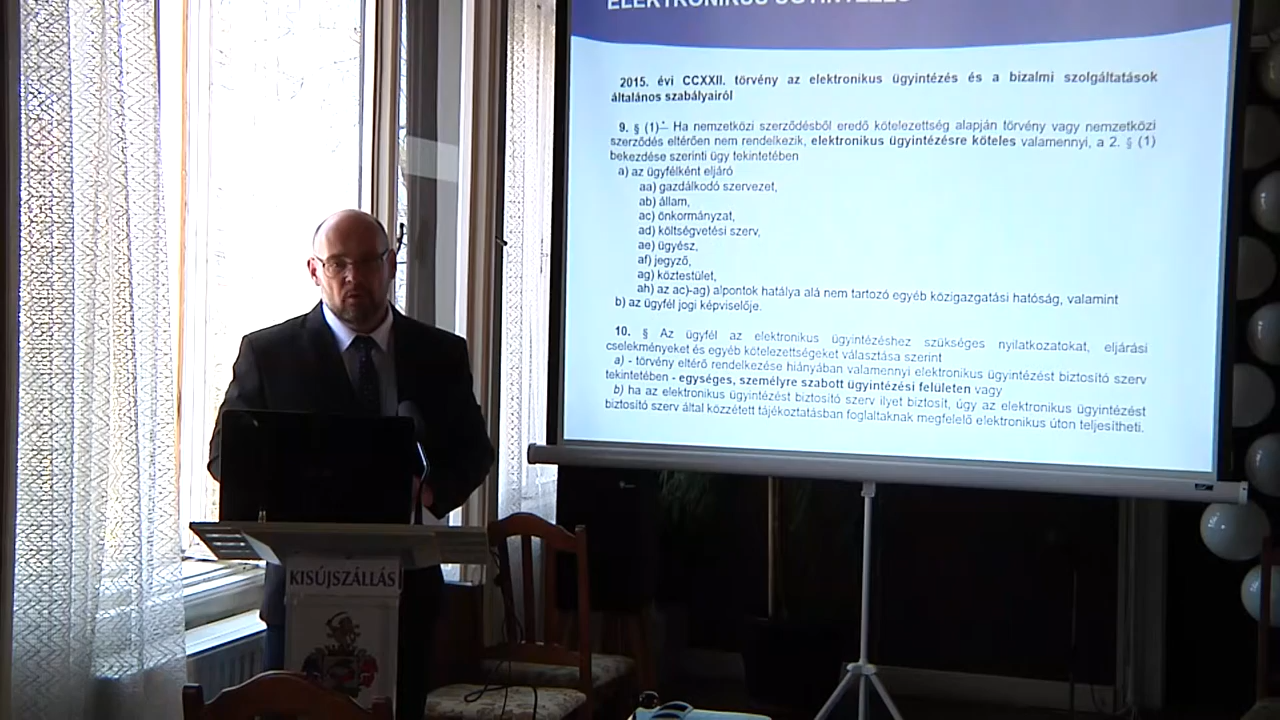 ELEKTRONIKUS ÜGYINTÉZÉS
2015. évi CCXXII. törvény az elektronikus ügyintézés és a bizalmi szolgáltatások
általános szabályairól
9. § (1)* Ha nemzetközi szerződésből eredő kötelezettség alapján törvény vagy nemzetközi
szerződés eltérően nem rendelkezik, elektronikus ügyintézésre köteles valamennyi, a 2. § (1)
bekezdése szerinti ügy tekintetében
a) az ügyfélként eljáró
aa) gazdálkodó szervezet,
ab) állam,
ac) önkormányzat,
ad) költségvetési szerv,
ae) ügyész,
af) jegyző,
ag) köztestület,
ah) az ac)-ag) alpontok hatálya alá nem tartozó egyéb közigazgatási hatóság, valamint
b) az ügyfél jogi képviselője.
10. § Az ügyfél az elektronikus ügyintézéshez szükséges nyilatkozatokat, eljárási
cselekményeket és egyéb kötelezettségeket választása szerint
a) - törvény eltérő rendelkezése hiányában valamennyi elektronikus ügyintézést biztosító szerv
tekintetében - egységes, személyre szabott ügyintézési felületen vagy
b) ha az elektronikus ügyintézést biztosító szerv ilyet biztosít, úgy az elektronikus ügyintézést
biztosító szerv által közzétett tájékoztatásban foglaltaknak megfelelő elektronikus úton teljesítheti.
KISÚJSZÁLLÁS